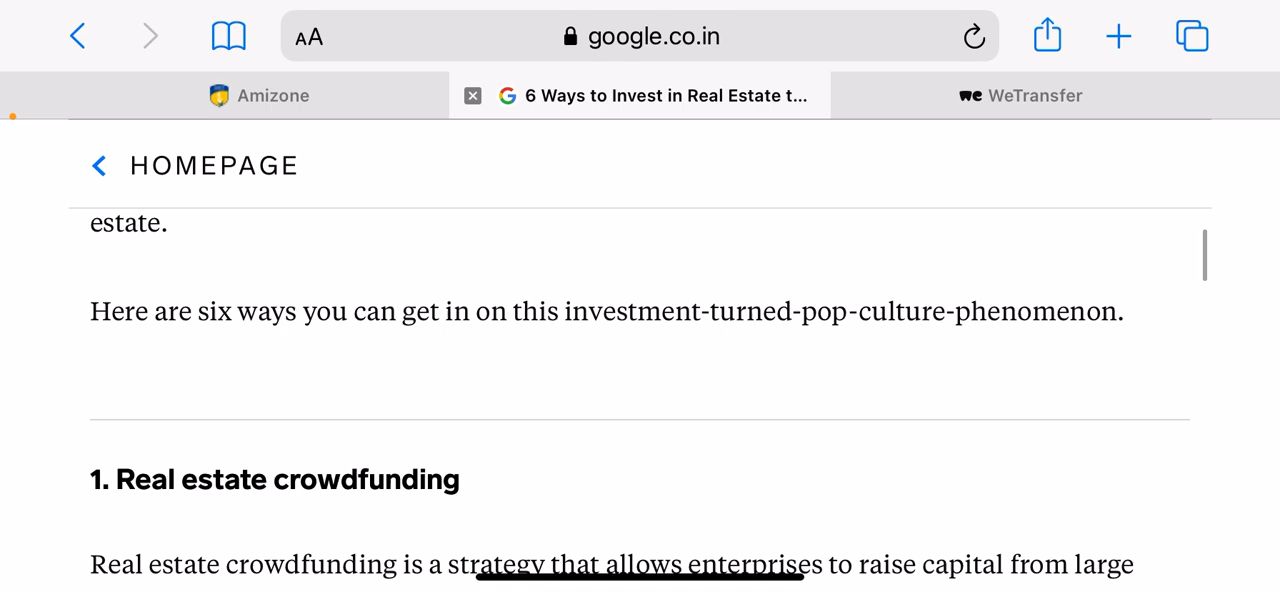 AA google.co.in
Amizone
6 Ways to Invest in Real Estate t...
we WeTransfer
HOMEPAGE
estate.
Here are six ways you can get in on this investment-turned-pop-culture-phenomenon.
1. Real estate crowdfunding
Real estate crowdfunding is a strategy that allows enterprises to raise capital from large